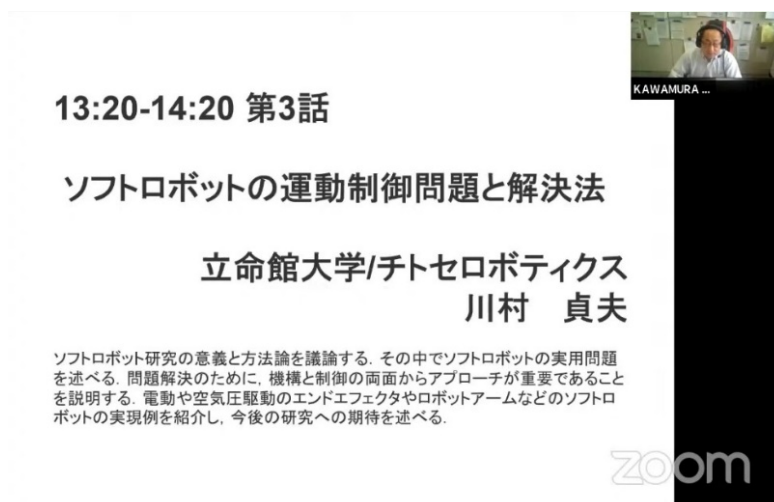 13:20-14:20 第3話
ソフトロボットの運動制御問題と解決法
立命館大学/チトセロボティクス
川村　貞夫
ソフトロボット研究の意義と方法論を議論する. その中でソフトロボットの実用問題
を述べる. 問題解決のために, 機構と制御の両面からアプローチが重要であること
を説明する. 電動や空気圧駆動のエンドエフェクタやロボットアームなどのソフトロ
ボットの実現例を紹介し, 今後の研究への期待を述べる.
KAWAMURA ...
zoom